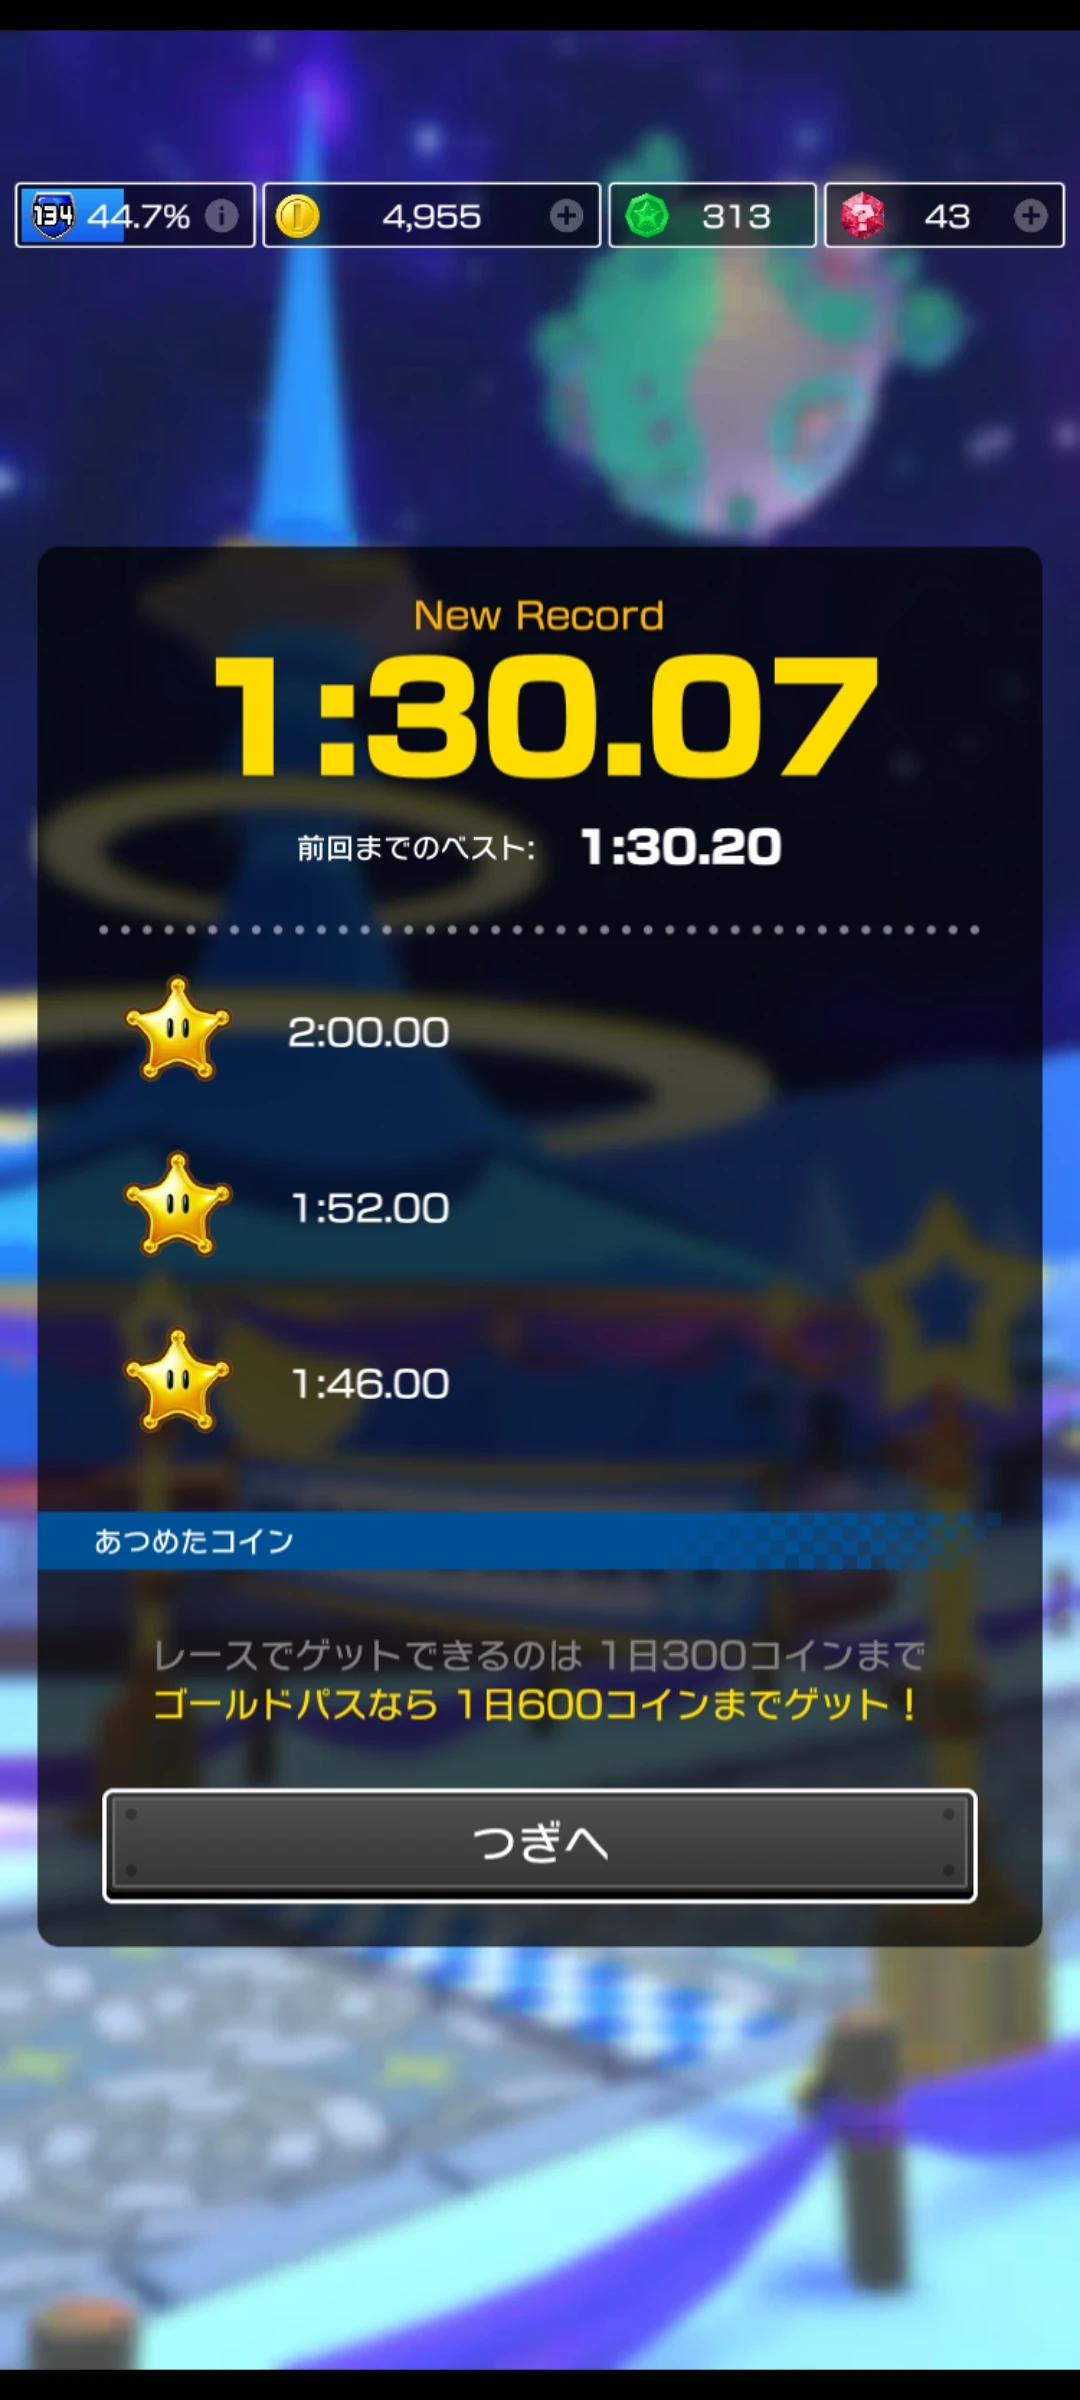 134 44.7% 4,955 313 43
New Record
1:30.07
前回までのベスト: 1:30.20
2:00.00
1:52.00
1:46.00
あつめたコイン
レースでゲットできるのは 1日300コインまで
ゴールドパスなら 1日600コインまでゲット！
つぎへ